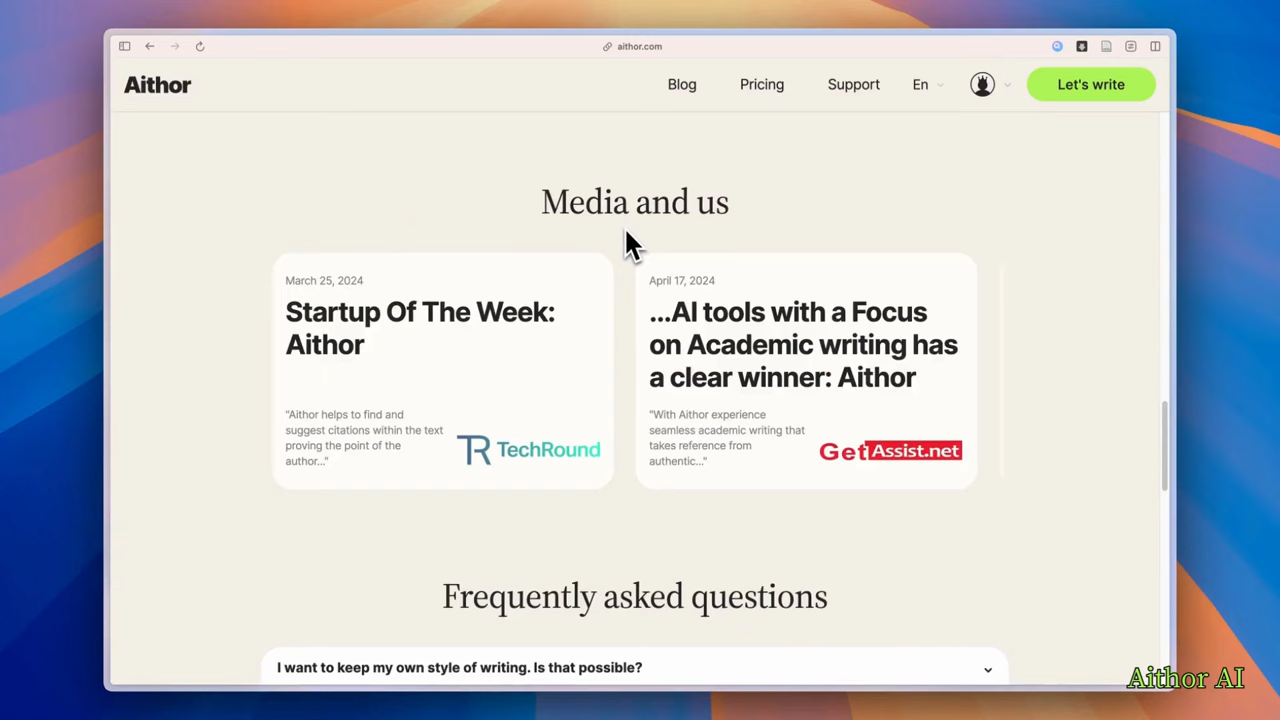 aithor.com
Aithor
Blog
Pricing
Support
En
Let's write
Media and us
March 25, 2024
Startup Of The Week:
Aithor
"Aithor helps to find and
suggest citations within the text
proving the point of the
author..."
TR TechRound
April 17, 2024
...AI tools with a Focus
on Academic writing has
a clear winner: Aithor
"With Aithor experience
seamless academic writing that
takes reference from
authentic..."
GetAssist.net
Frequently asked questions
I want to keep my own style of writing. Is that possible?
Aithor AI